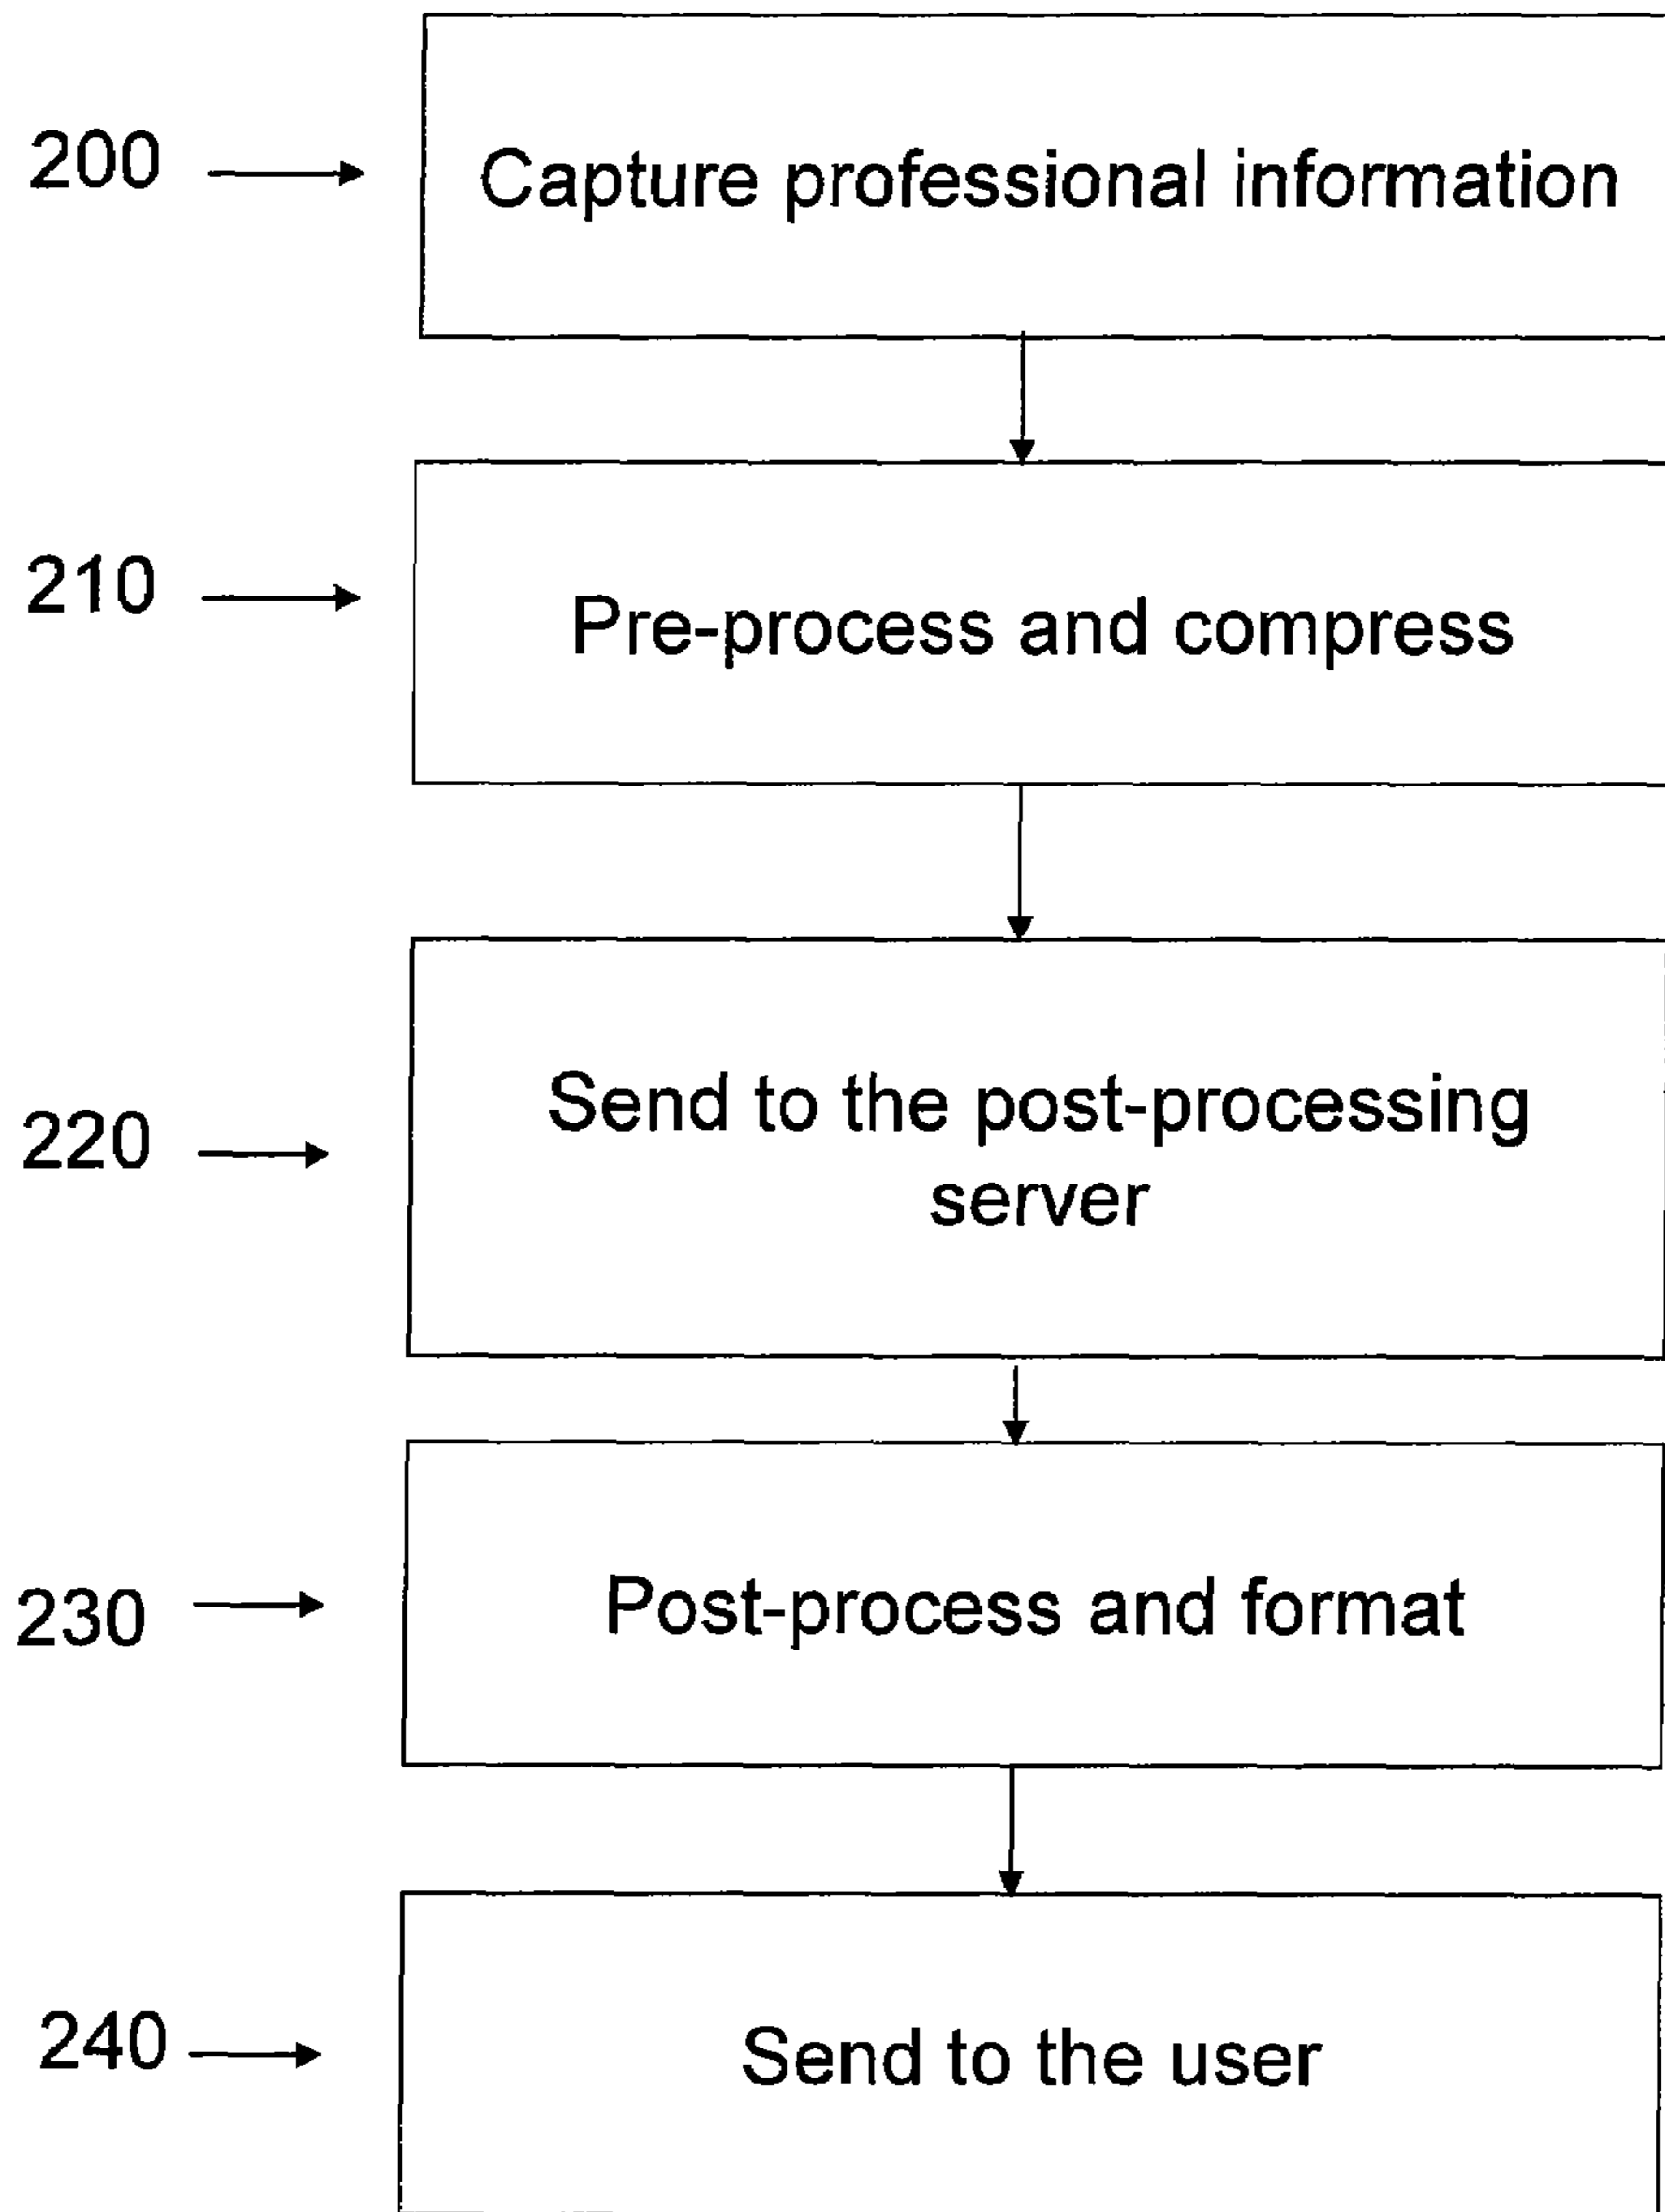 200
Capture professional information
210
Pre-process and compress
220
Send to the post-processing
server
230
Post-process and format
240
Send to the user